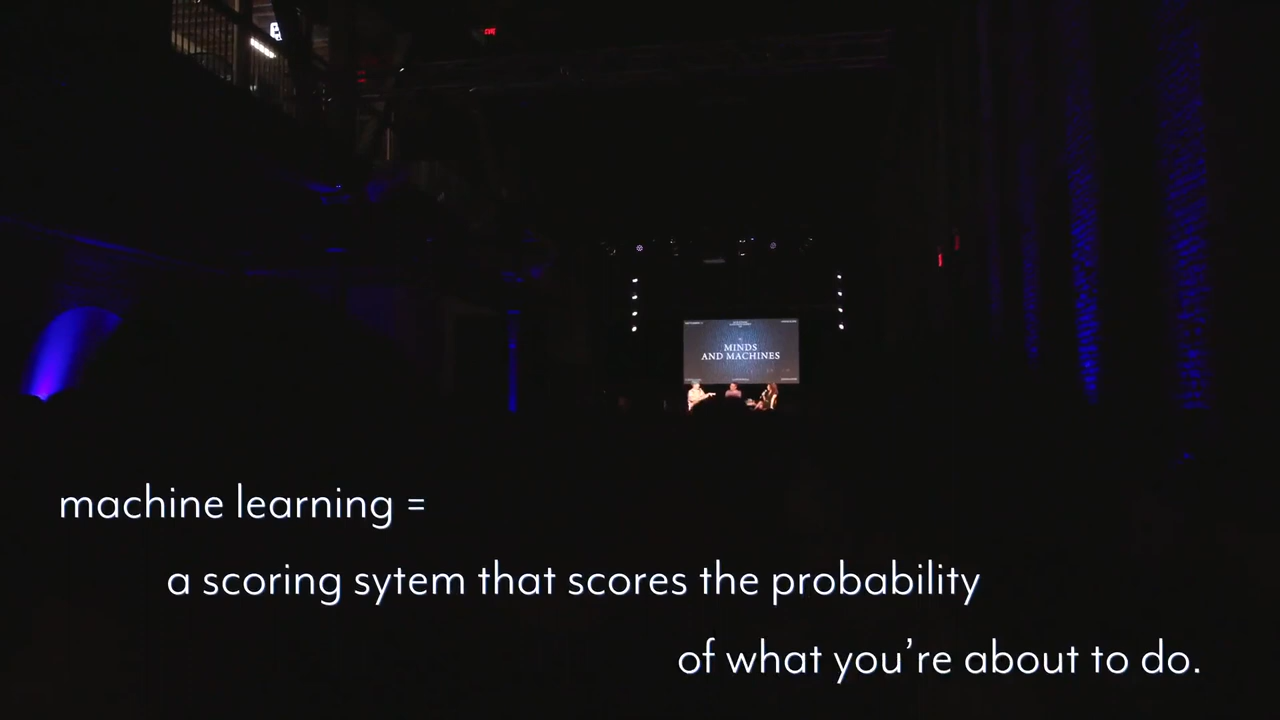 MINDS
AND MACHINES
machine learning =
a scoring sytem that scores the probability
of what you’re about to do.